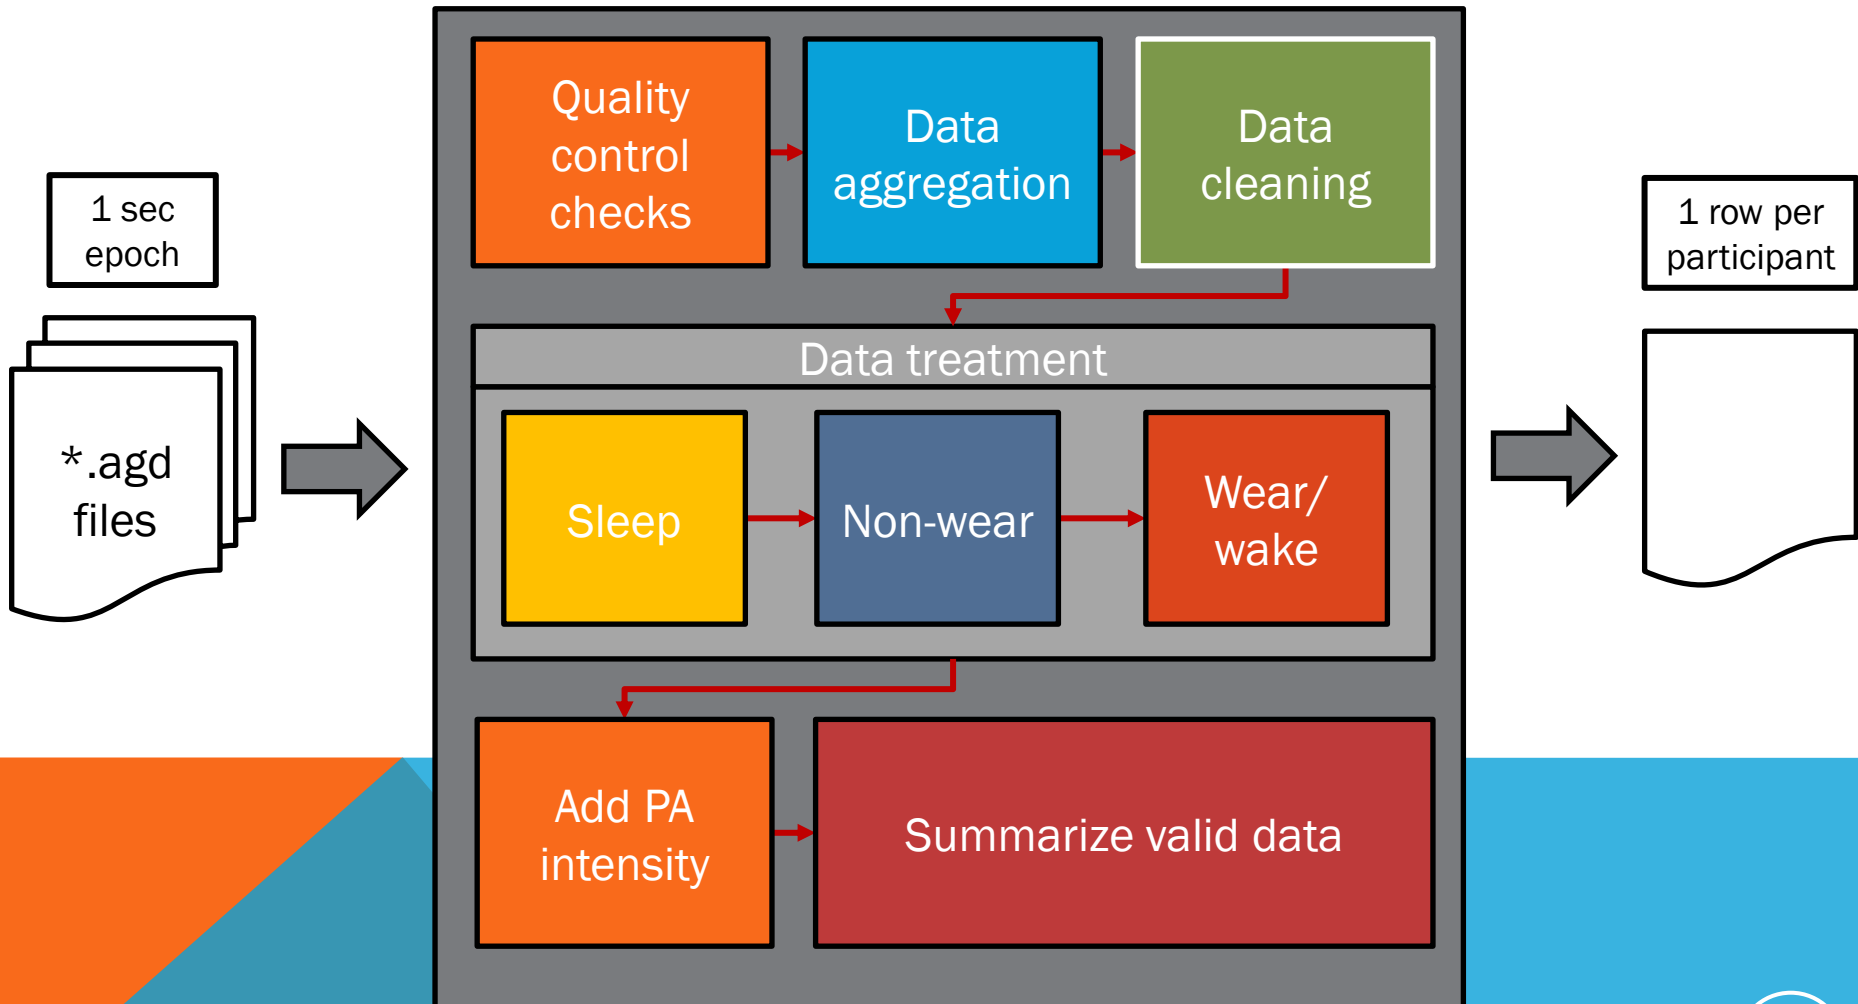 1 sec
epoch
*.agd
files
Quality
control
checks
Data
aggregation
Data
cleaning
Data treatment
Sleep
Non-wear
Wear/
wake
Add PA
intensity
Summarize valid data
1 row per
participant